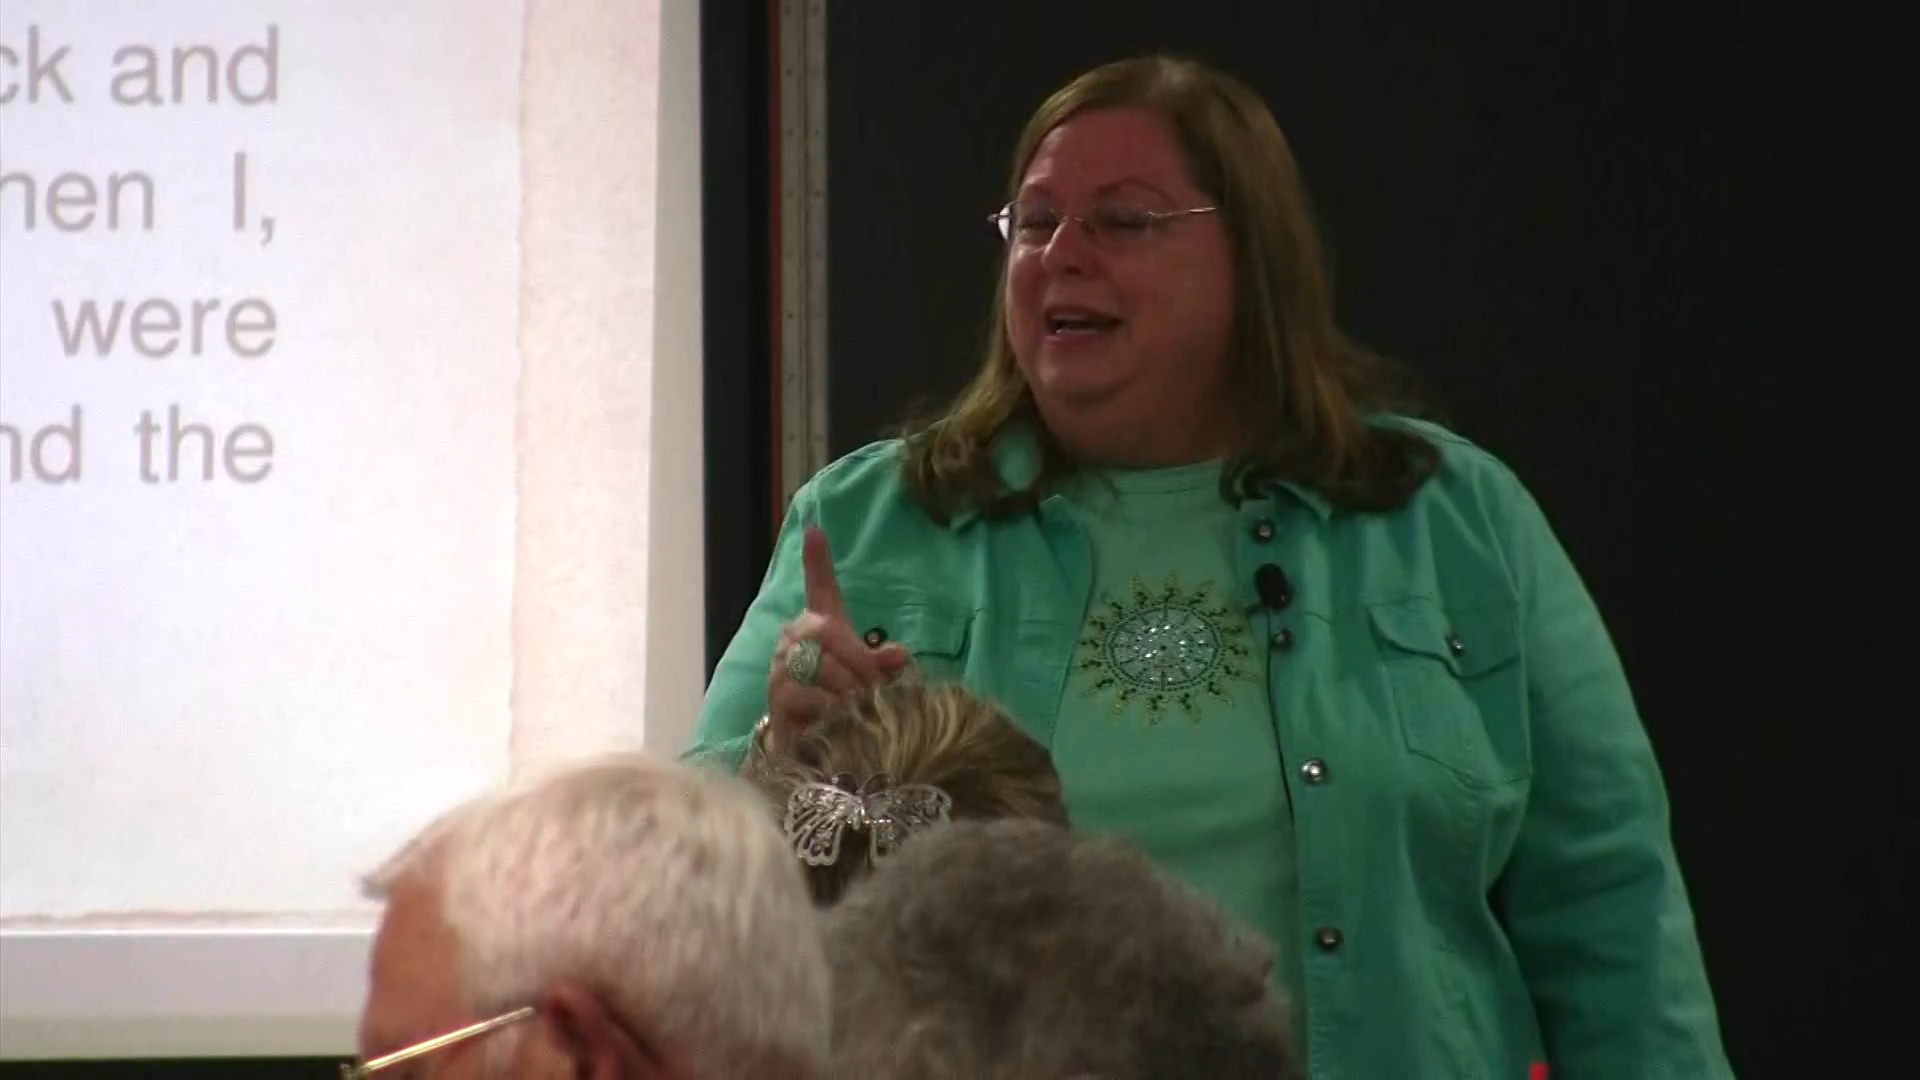 ck and
hen I,
were
nd the